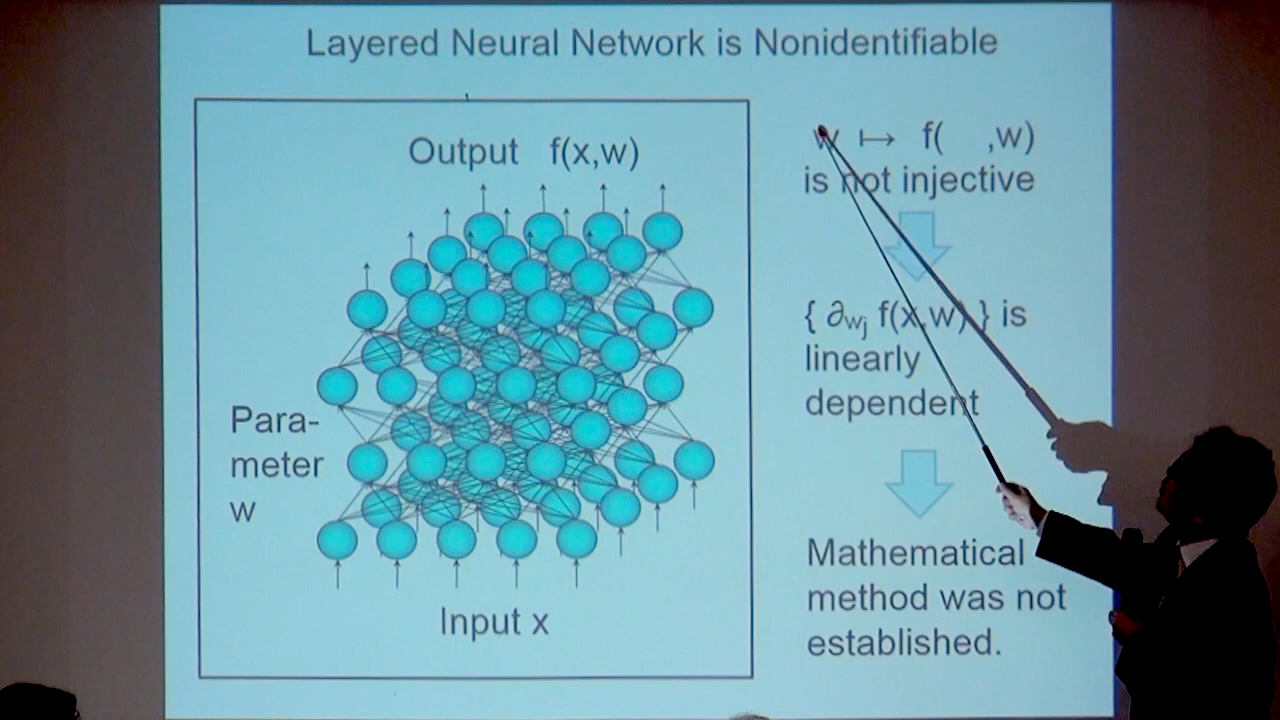 Layered Neural Network is Nonidentifiable
Output f(x,w)
Para-
meter
w
Input x
w ↦ f( ,w)
is not injective
{ ∂wj f(x,w) } is
linearly
dependent
Mathematical
method was not
established.